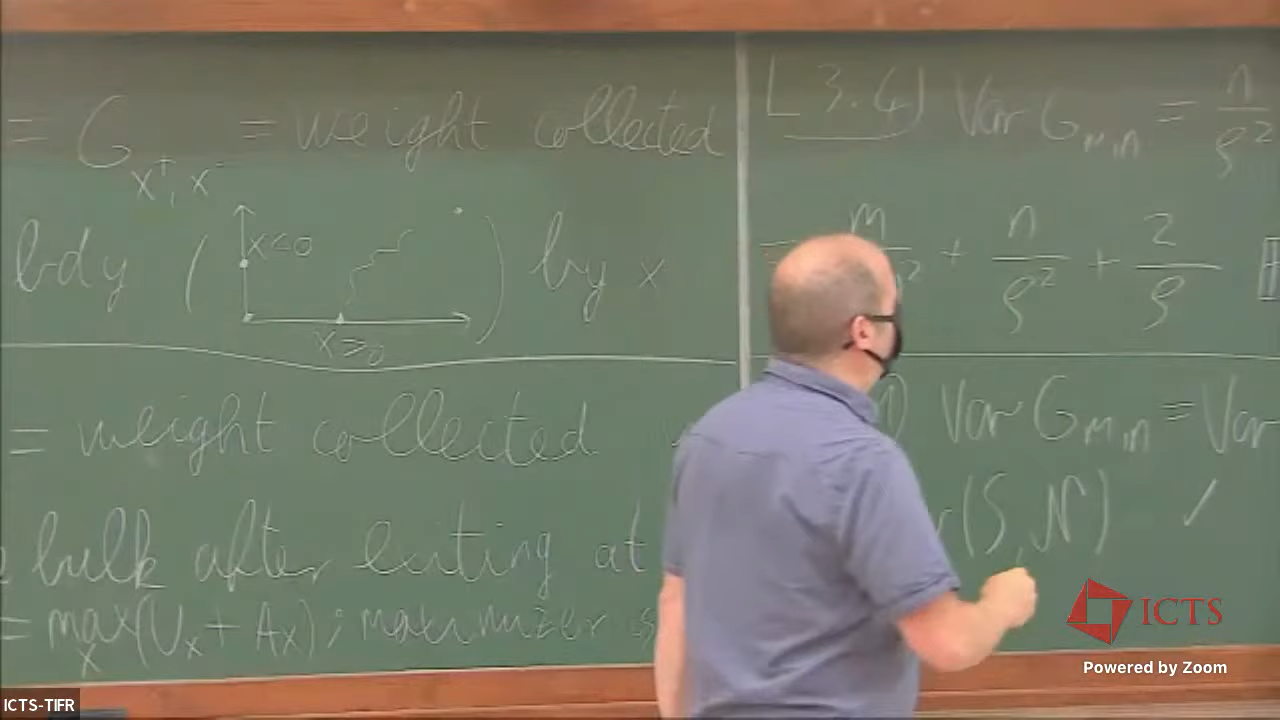 = G_{x^+, x^-} = weight collected
bdy ( x<0 x≥0 ) by x
= weight collected
bulk after exiting at
= max_x (U_x + A_x); maximizer is
L 3.4) Var G_{m,n} = n/ρ²
= m + n/ρ² + 2/ρ
Var G_{m,n} = Var
(S, N) ✓
ICTS
Powered by Zoom
ICTS-TIFR